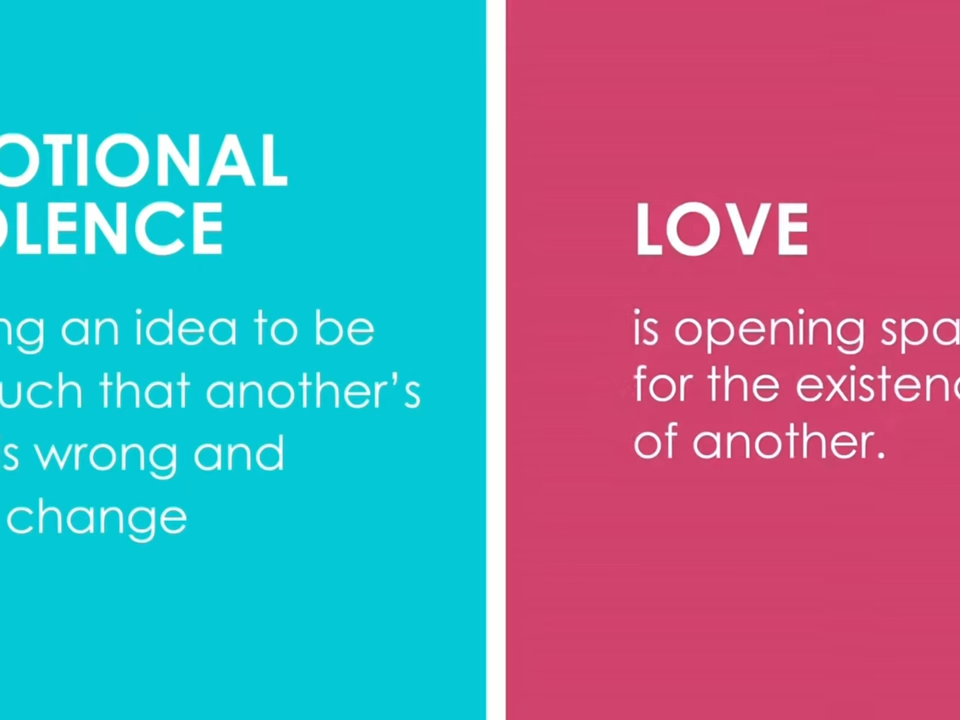 OTIONAL
OLENCE
ng an idea to be
uch that another's
s wrong and
change
LOVE
is opening spa
for the existenc
of another.